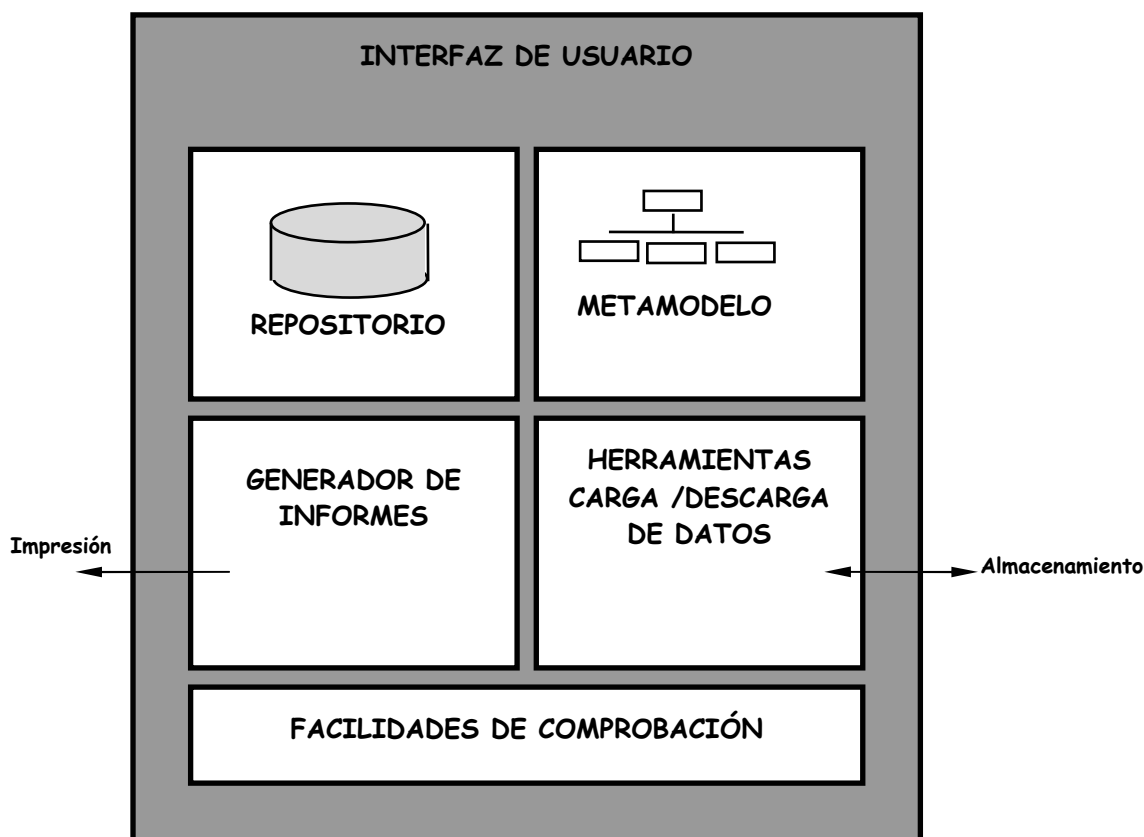 INTERFAZ DE USUARIO
REPOSITORIO
METAMODELO
GENERADOR DE
INFORMES
HERRAMIENTAS
CARGA /DESCARGA
DE DATOS
Impresión
Almacenamiento
FACILIDADES DE COMPROBACIÓN